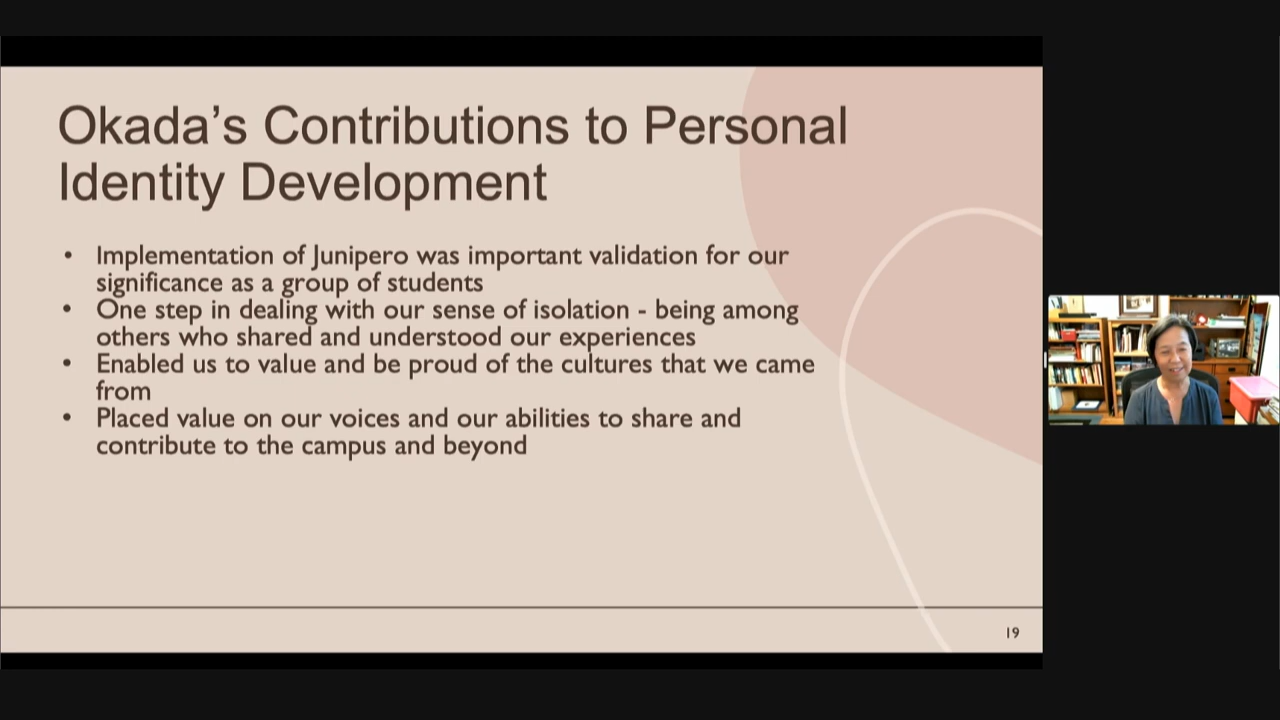 Okada’s Contributions to Personal
Identity Development
• Implementation of Junipero was important validation for our
significance as a group of students
• One step in dealing with our sense of isolation - being among
others who shared and understood our experiences
• Enabled us to value and be proud of the cultures that we came
from
• Placed value on our voices and our abilities to share and
contribute to the campus and beyond
19